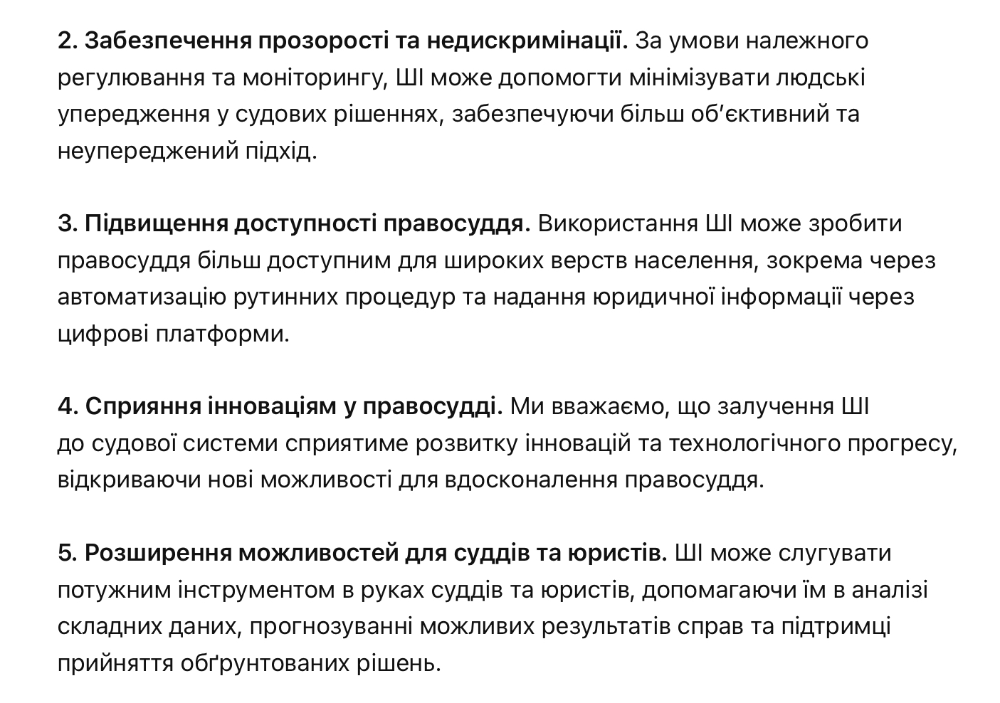 2. Забезпечення прозорості та недискримінації. За умови належного
регулювання та моніторингу, ШІ може допомогти мінімізувати людські
упередження у судових рішеннях, забезпечуючи більш обʼєктивний та
неупереджений підхід.
3. Підвищення доступності правосуддя. Використання ШІ може зробити
правосуддя більш доступним для широких верств населення, зокрема через
автоматизацію рутинних процедур та надання юридичної інформації через
цифрові платформи.
4. Сприяння інноваціям у правосудді. Ми вважаємо, що залучення ШІ
до судової системи сприятиме розвитку інновацій та технологічного прогресу,
відкриваючи нові можливості для вдосконалення правосуддя.
5. Розширення можливостей для суддів та юристів. ШІ може слугувати
потужним інструментом в руках суддів та юристів, допомагаючи їм в аналізі
складних даних, прогнозуванні можливих результатів справ та підтримці
прийняття обґрунтованих рішень.